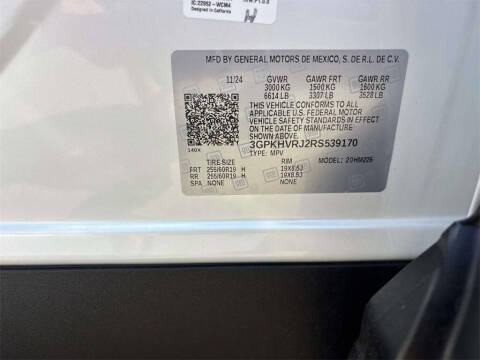 IC:22952-WCM4
Designed in California
MFD BY GENERAL MOTORS DE MEXICO, S. DE R.L. DE C.V.
11/24 GVWR GAWR FRT GAWR RR
3000 KG 1500 KG 1600 KG
6614 LB 3307 LB 3528 LB
THIS VEHICLE CONFORMS TO ALL
APPLICABLE U.S. FEDERAL MOTOR
VEHICLE SAFETY STANDARDS IN EFFECT
ON THE DATE OF MANUFACTURE
SHOWN ABOVE.
3GPKHVRJ2RS539170
140X TYPE: MPV MODEL: 20HM226
TIRE SIZE RIM
FRT 255/60R19 H 19X8.5J
RR 255/60R19 H 19X8.5J
SPA NONE NONE